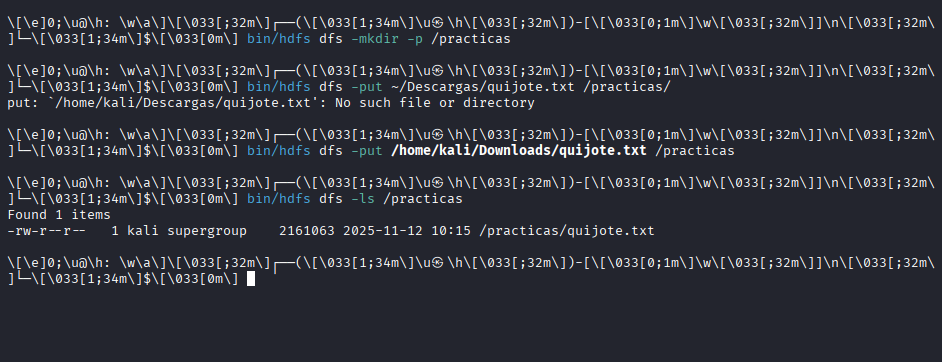 \[\e]0;\u@\h: \w\a\]\[\033[;32m\]┌──(\[\033[1;34m\]\u㉿\h\[\033[;32m\])-[\[\033[0;1m\]\w\[\033[;32m\]]\n\[\033[;32m\
]└─\[\033[1;34m\]$\[\033[0m\] bin/hdfs dfs -mkdir -p /practicas
\[\e]0;\u@\h: \w\a\]\[\033[;32m\]┌──(\[\033[1;34m\]\u㉿\h\[\033[;32m\])-[\[\033[0;1m\]\w\[\033[;32m\]]\n\[\033[;32m\
]└─\[\033[1;34m\]$\[\033[0m\] bin/hdfs dfs -put ~/Descargas/quijote.txt /practicas/
put: `/home/kali/Descargas/quijote.txt': No such file or directory
\[\e]0;\u@\h: \w\a\]\[\033[;32m\]┌──(\[\033[1;34m\]\u㉿\h\[\033[;32m\])-[\[\033[0;1m\]\w\[\033[;32m\]]\n\[\033[;32m\
]└─\[\033[1;34m\]$\[\033[0m\] bin/hdfs dfs -put /home/kali/Downloads/quijote.txt /practicas
\[\e]0;\u@\h: \w\a\]\[\033[;32m\]┌──(\[\033[1;34m\]\u㉿\h\[\033[;32m\])-[\[\033[0;1m\]\w\[\033[;32m\]]\n\[\033[;32m\
]└─\[\033[1;34m\]$\[\033[0m\] bin/hdfs dfs -ls /practicas
Found 1 items
-rw-r--r--   1 kali supergroup    2161063 2025-11-12 10:15 /practicas/quijote.txt
\[\e]0;\u@\h: \w\a\]\[\033[;32m\]┌──(\[\033[1;34m\]\u㉿\h\[\033[;32m\])-[\[\033[0;1m\]\w\[\033[;32m\]]\n\[\033[;32m\
]└─\[\033[1;34m\]$\[\033[0m\]